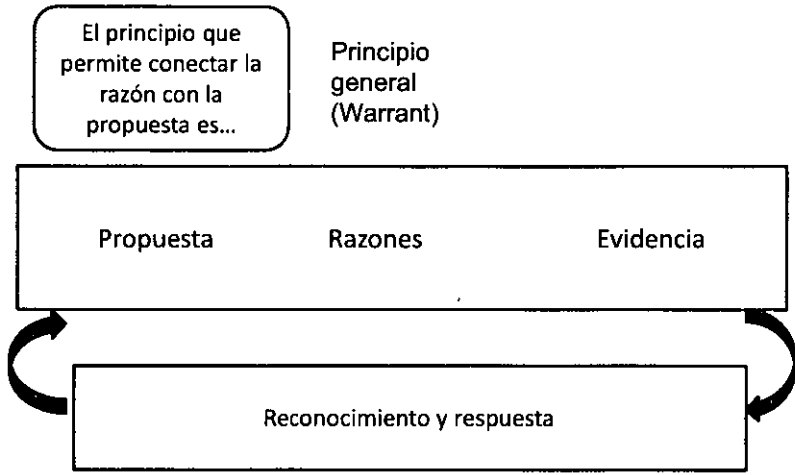 El principio que
permite conectar la
razón con la
propuesta es...
Principio
general
(Warrant)
Propuesta Razones Evidencia
Reconocimiento y respuesta